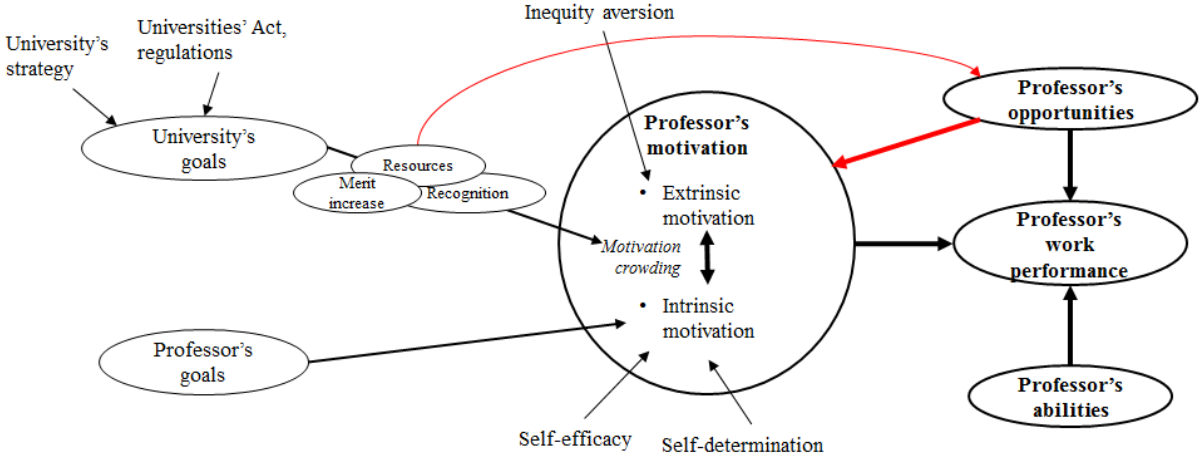 Inequity aversion
Universities’ Act,
regulations
University’s
strategy
University’s
goals
Resources
Merit
increase
Recognition
Professor’s
motivation
• Extrinsic
motivation
Motivation
crowding
• Intrinsic
motivation
Professor’s
goals
Self-efficacy
Self-determination
Professor’s
opportunities
Professor’s
work
performance
Professor’s
abilities